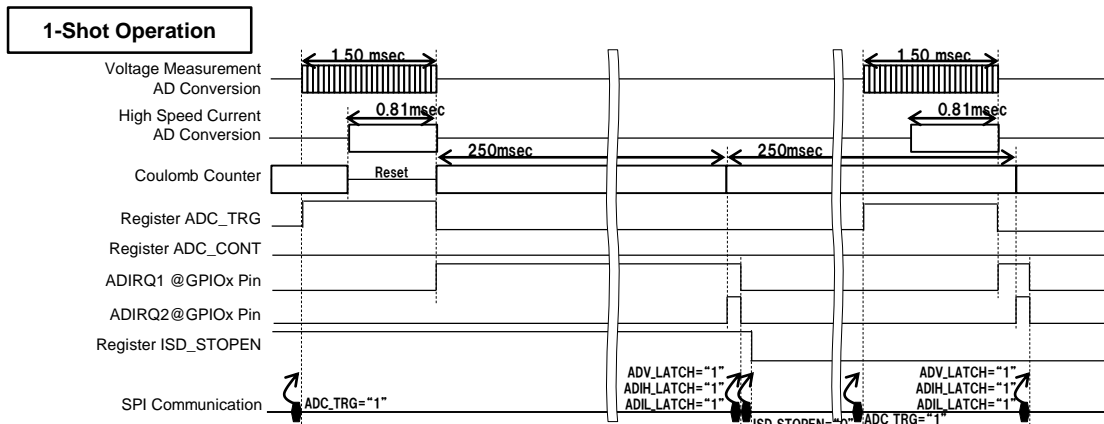 1-Shot Operation
1.50 msec
1.50 msec
Voltage Measurement
AD Conversion
High Speed Current
AD Conversion
0.81msec
0.81msec
250msec
250msec
Coulomb Counter
Reset
Register ADC_TRG
Register ADC_CONT
ADIRQ1 @GPIOx Pin
ADIRQ2@GPIOx Pin
Register ISD_STOPEN
ADV_LATCH="1"
ADIH_LATCH="1"
ADIL_LATCH="1"
ADV_LATCH="1"
ADIH_LATCH="1"
ADIL_LATCH="1"
SPI Communication
ADC_TRG="1"
ISD_STOPEN="0"
ADC_TRG="1"